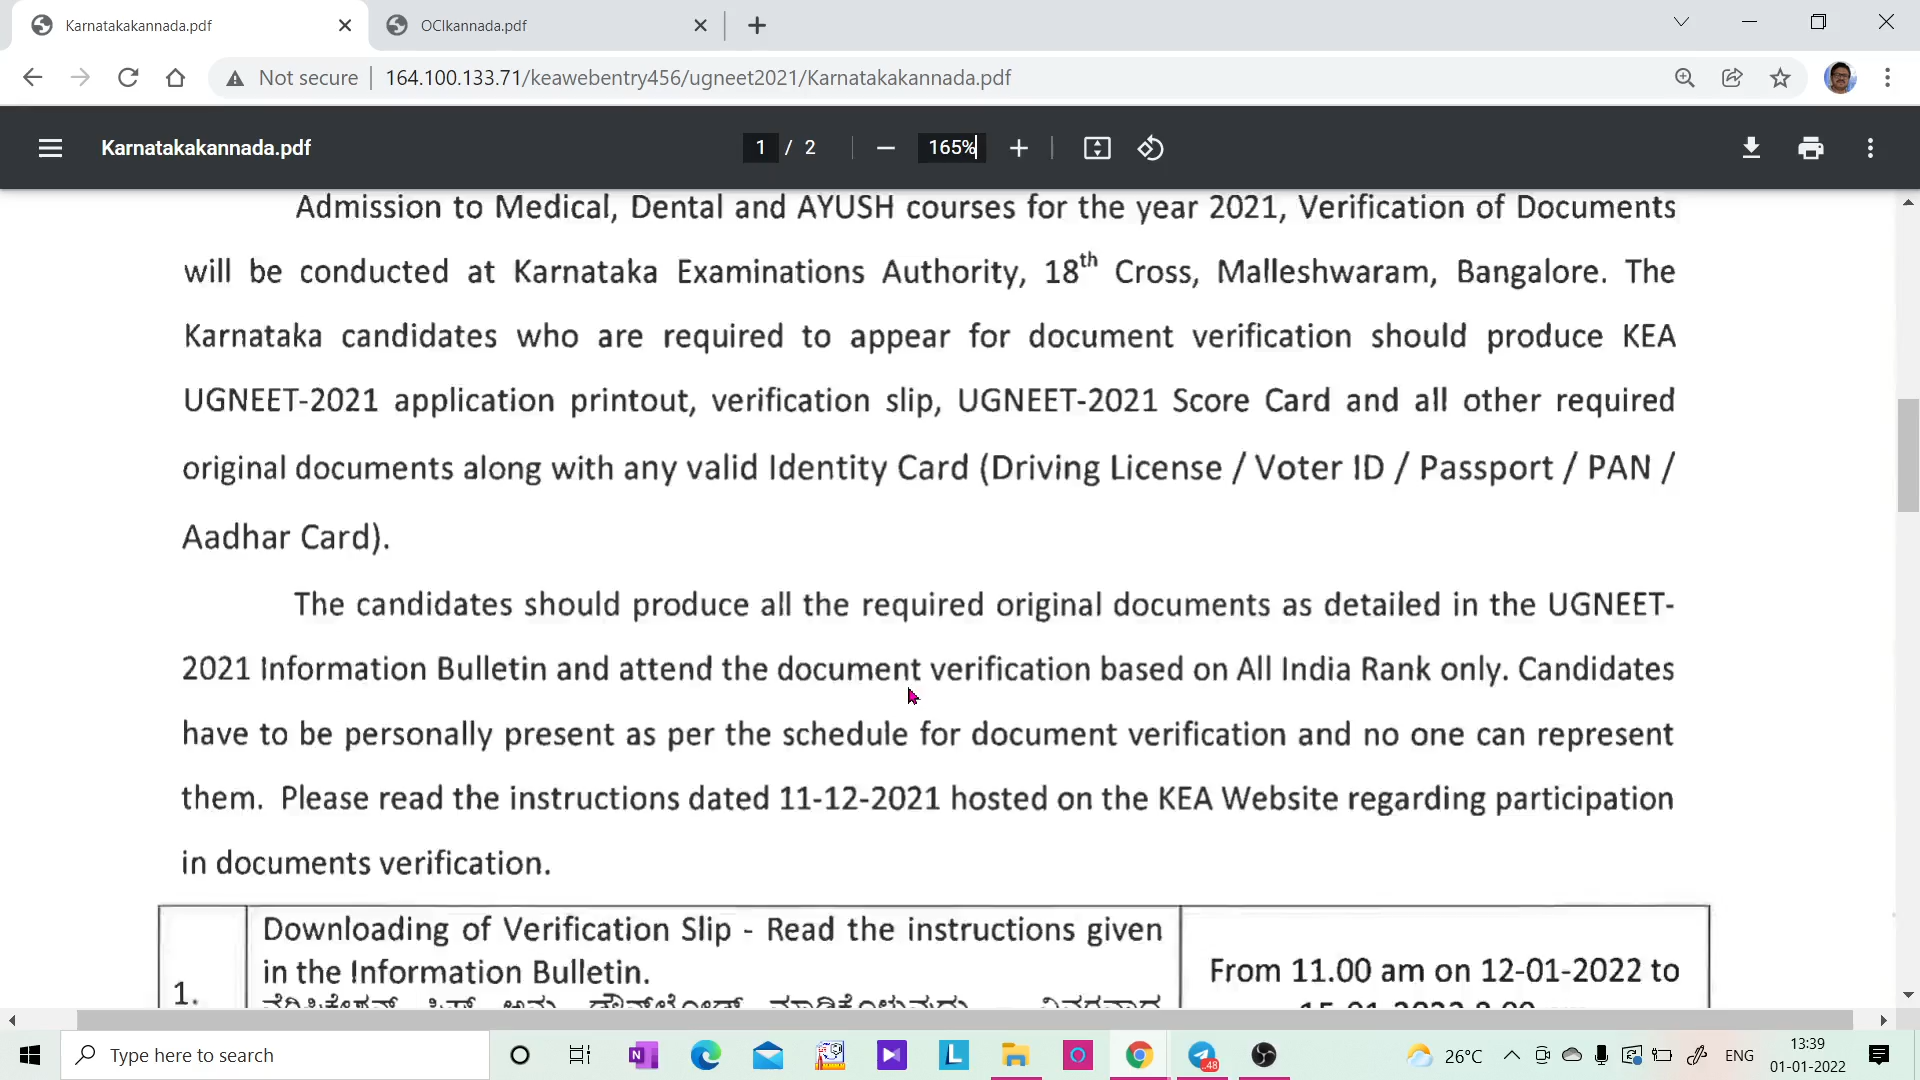 Karnatakakannada.pdf
OCIkannada.pdf
Not secure
164.100.133.71/keawebentry456/ugneet2021/Karnatakakannada.pdf
Karnatakakannada.pdf
1 / 2
165%
Admission to Medical, Dental and AYUSH courses for the year 2021, Verification of Documents
will be conducted at Karnataka Examinations Authority, 18th Cross, Malleshwaram, Bangalore. The
Karnataka candidates who are required to appear for document verification should produce KEA
UGNEET-2021 application printout, verification slip, UGNEET-2021 Score Card and all other required
original documents along with any valid Identity Card (Driving License / Voter ID / Passport / PAN /
Aadhar Card).
The candidates should produce all the required original documents as detailed in the UGNEET-
2021 Information Bulletin and attend the document verification based on All India Rank only. Candidates
have to be personally present as per the schedule for document verification and no one can represent
them. Please read the instructions dated 11-12-2021 hosted on the KEA Website regarding participation
in documents verification.
1.
Downloading of Verification Slip - Read the instructions given
in the Information Bulletin.
From 11.00 am on 12-01-2022 to
Type here to search
48
26°C
ENG
13:39
01-01-2022